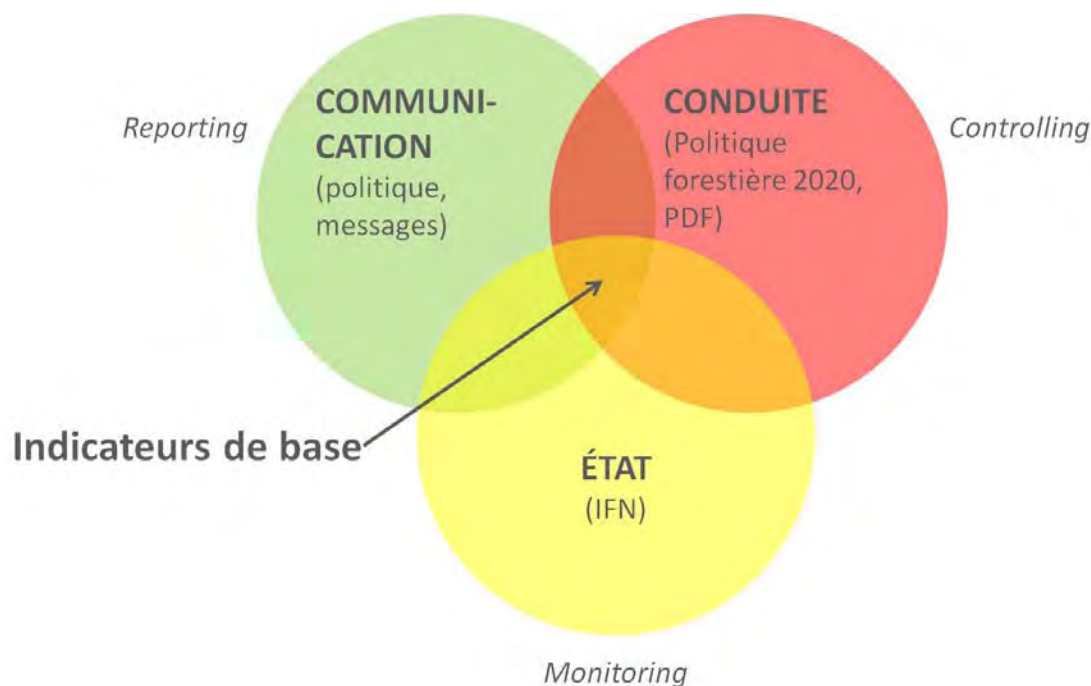 Reporting
COMMUNI-
CATION
(politique,
messages)
CONDUITE
(Politique
forestière 2020,
PDF)
Controlling
Indicateurs de base
ÉTAT
(IFN)
Monitoring